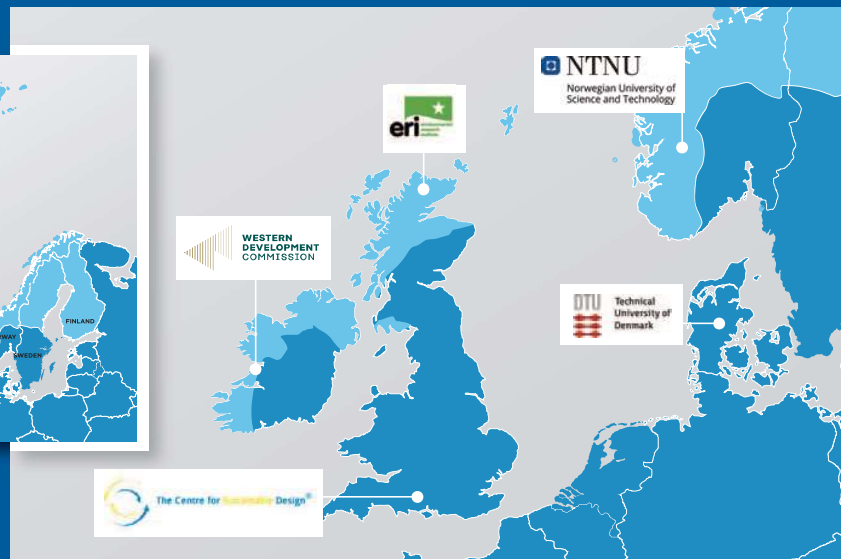 NTNU
Norwegian University of
Science and Technology
eri
WESTERN
DEVELOPMENT
COMMISSION
FINLAND
WAY
SWEDEN
DTU
Technical
University of
Denmark
The Centre for Sustainable Design®